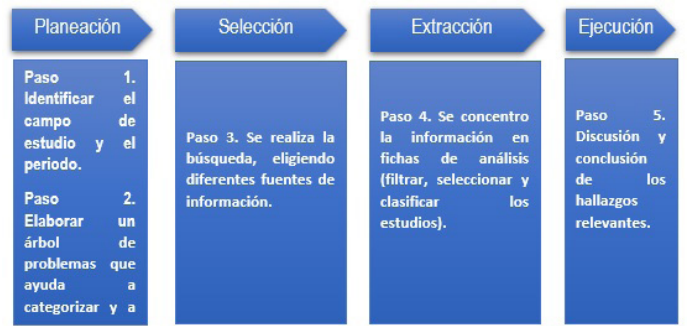 Planeación
Paso 1.
Identificar el
campo de
estudio y el
periodo.
Paso 2.
Elaborar un
árbol de
problemas que
ayuda a
categorizar y a
Selección
Paso 3. Se realiza la
búsqueda, eligiendo
diferentes fuentes de
información.
Extracción
Paso 4. Se concentro
la información en
fichas de análisis
(filtrar, seleccionar y
clasificar los
estudios).
Ejecución
Paso 5.
Discusión y
conclusión
de los
hallazgos
relevantes.